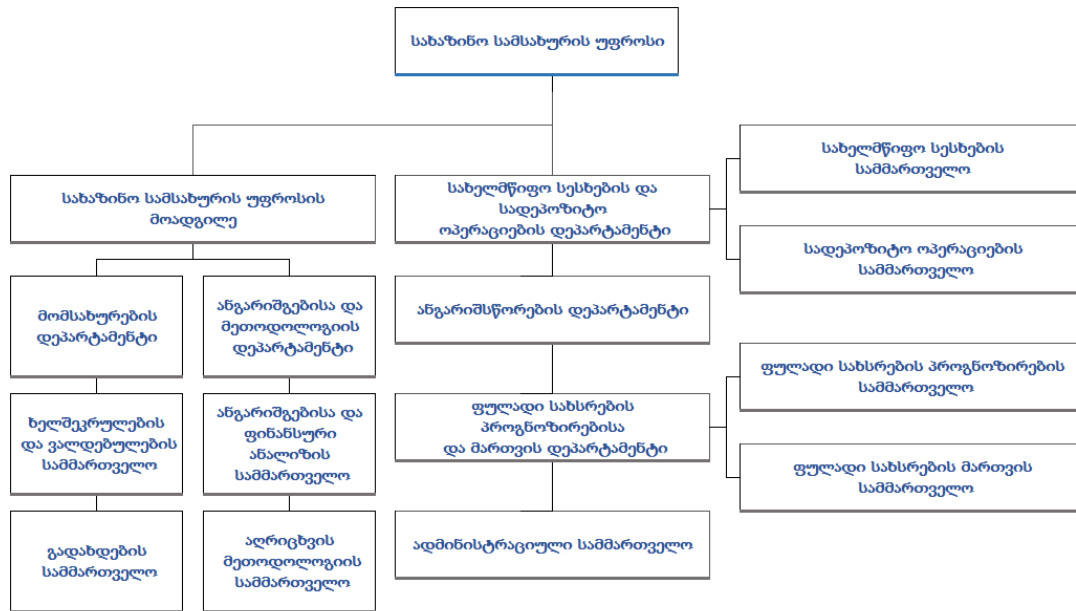 სახაზინო სამსახურის უფროსი
სახაზინო სამსახურის უფროსის
მოადგილე
მომსახურების
დეპარტამენტი
ხელშეკრულების
და ვალდებულების
სამმართველო
გადახდების
სამმართველო
ანგარიშგებისა და
მეთოდოლოგიის
დეპარტამენტი
ანგარიშგებისა და
ფინანსური
ანალიზის
სამმართველო
აღრიცხვის
მეთოდოლოგიის
სამმართველო
სახელმწიფო სესხების და
სადეპოზიტო
ოპერაციების დეპარტამენტი
სახელმწიფო სესხების
სამმართველო
სადეპოზიტო ოპერაციების
სამმართველო
ანგარიშსწორების დეპარტამენტი
ფულადი სახსრების
პროგნოზირებისა
და მართვის დეპარტამენტი
ფულადი სახსრების პროგნოზირების
სამმართველო
ფულადი სახსრების მართვის
სამმართველო
ადმინისტრაციული სამმართველო